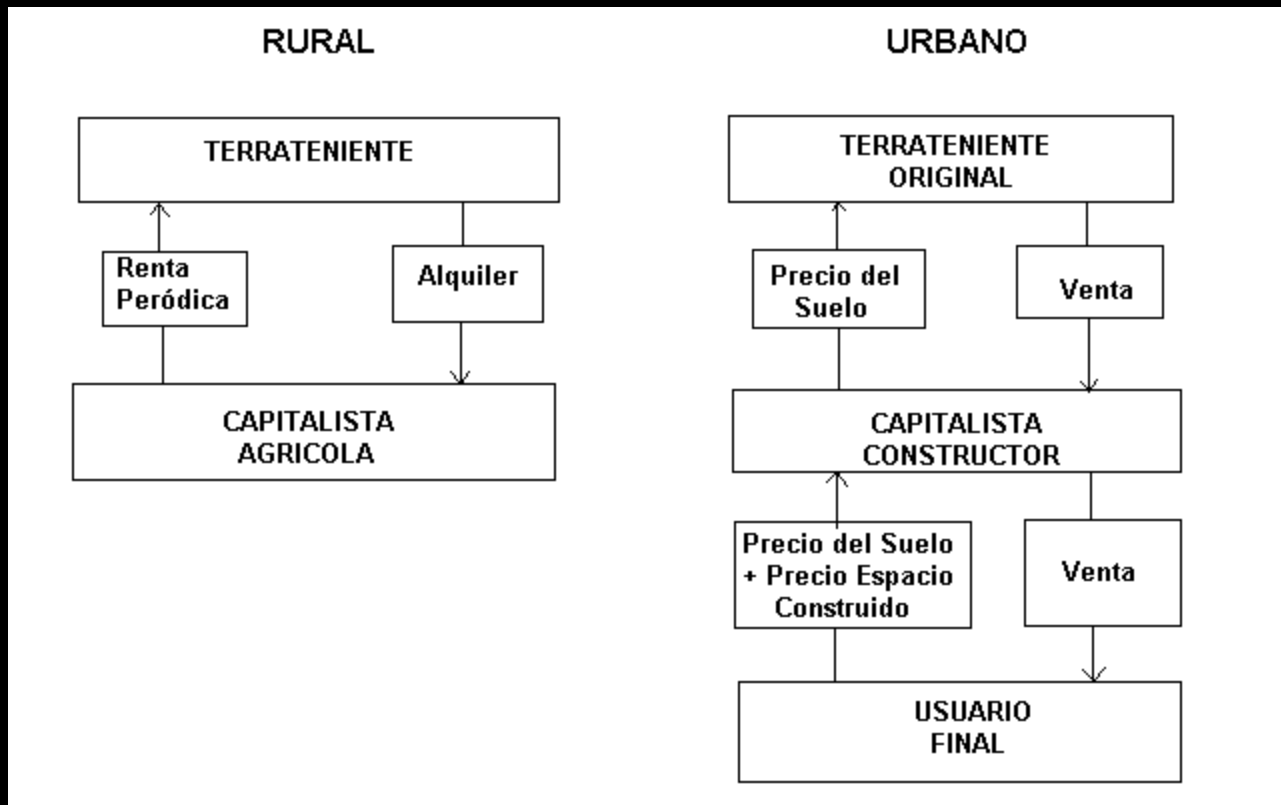 RURAL
TERRATENIENTE
Renta
Peródica
Alquiler
CAPITALISTA
AGRICOLA
URBANO
TERRATENIENTE
ORIGINAL
Precio del
Suelo
Venta
CAPITALISTA
CONSTRUCTOR
Precio del Suelo
+ Precio Espacio
Construido
Venta
USUARIO
FINAL